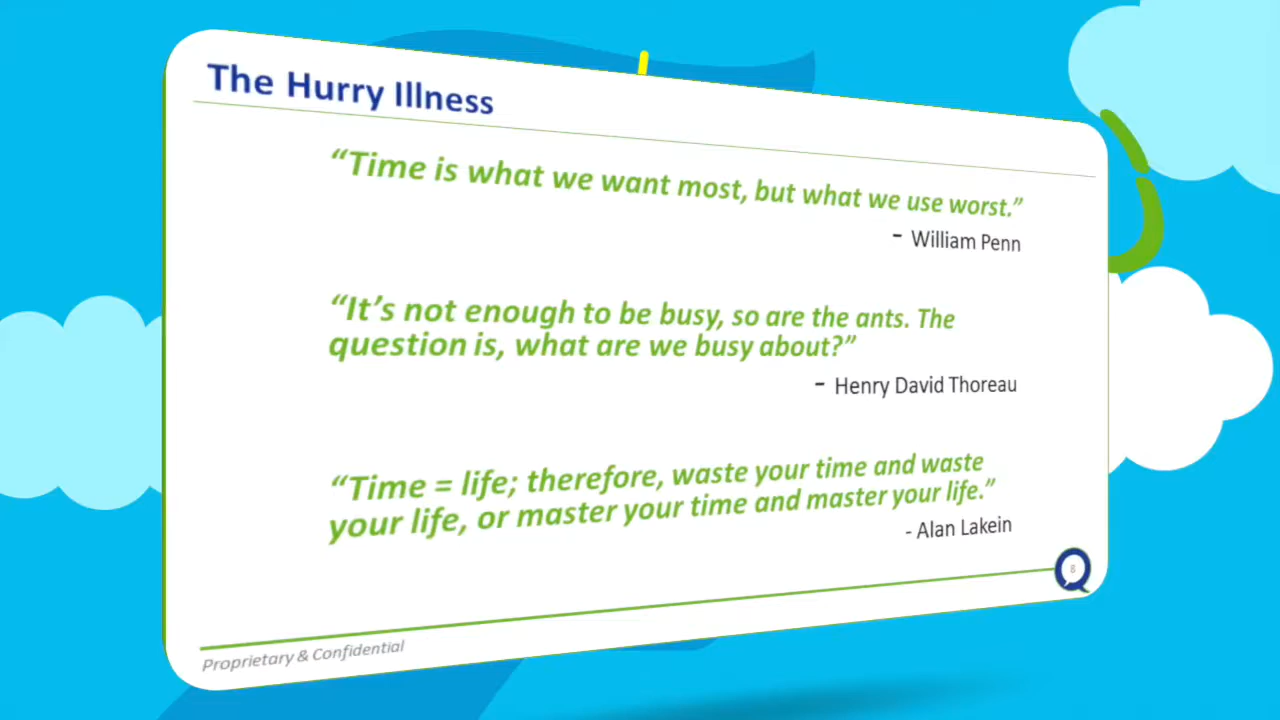 The Hurry Illness
“Time is what we want most, but what we use worst.”
- William Penn
“It’s not enough to be busy, so are the ants. The
question is, what are we busy about?”
- Henry David Thoreau
“Time = life; therefore, waste your time and waste
your life, or master your time and master your life.”
- Alan Lakein
8
Proprietary & Confidential